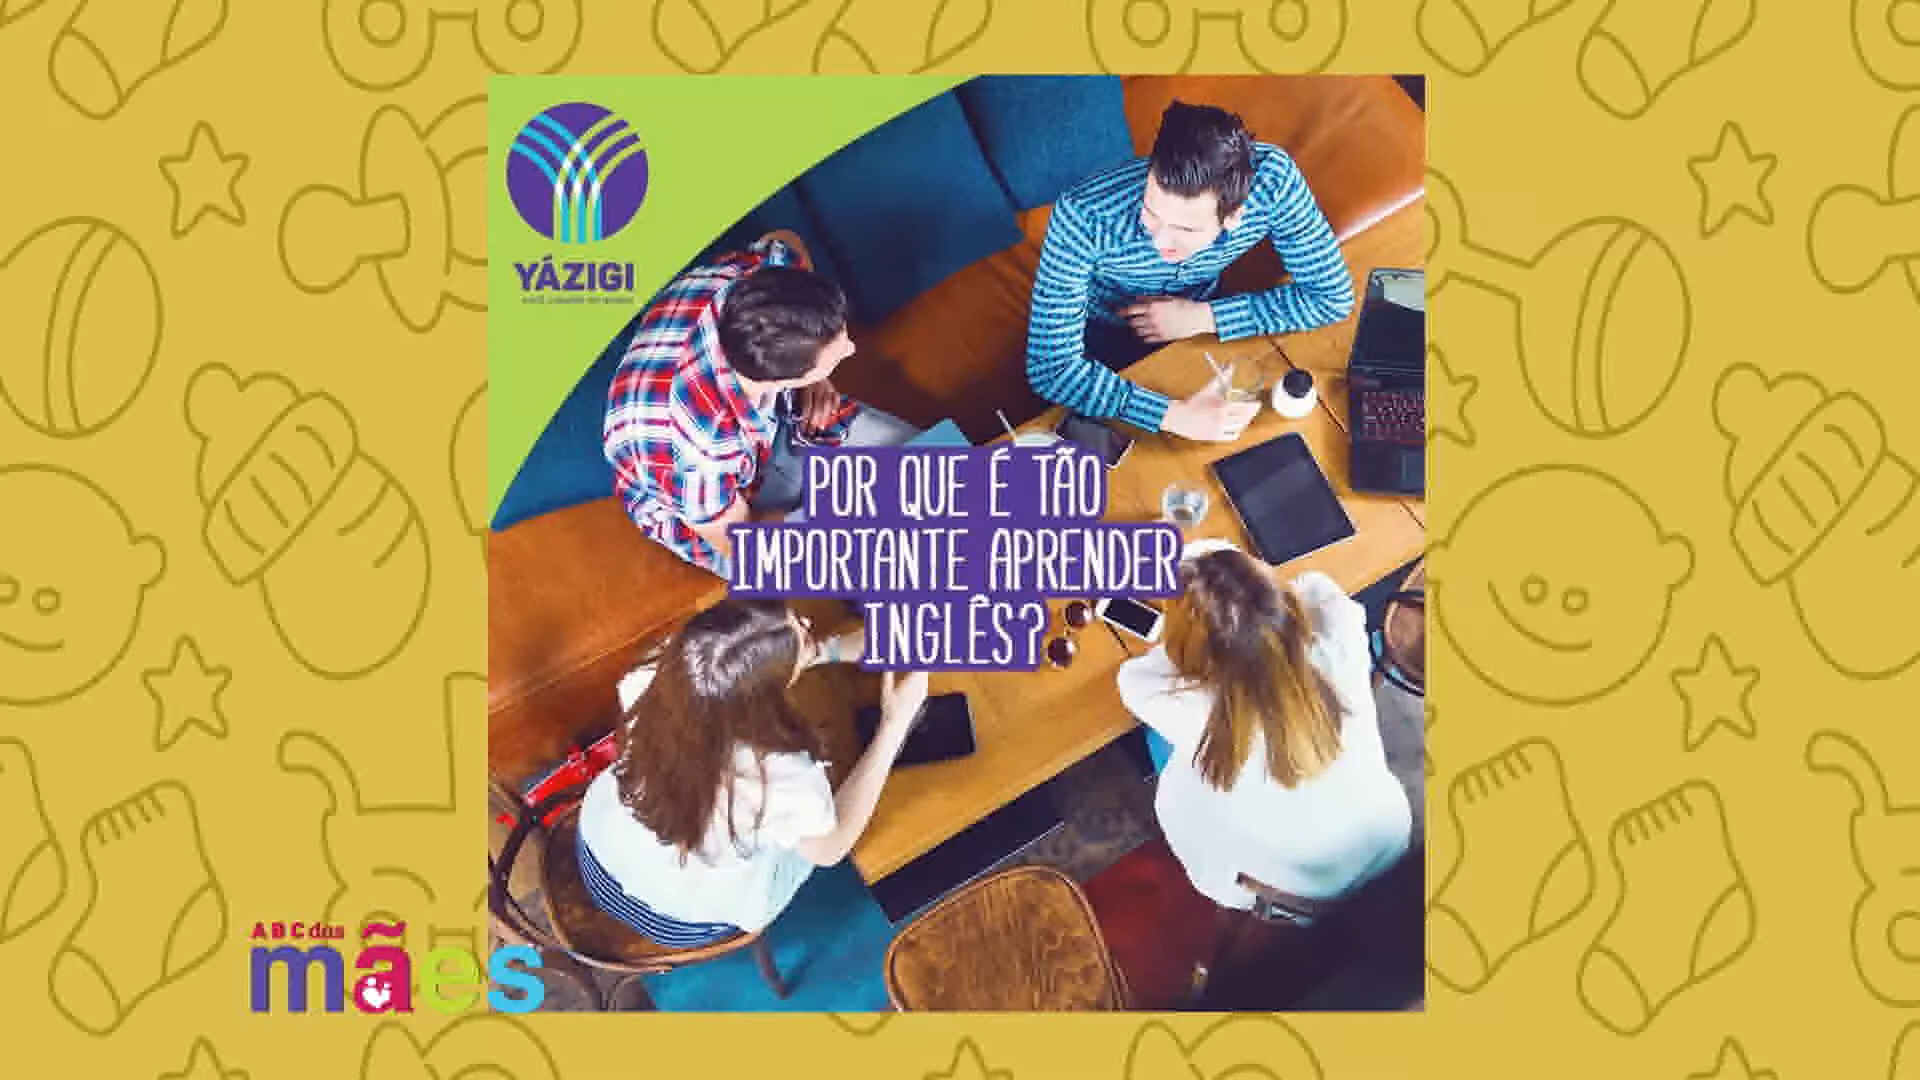 YÁZIGI
POR QUE É TÃO
IMPORTANTE APRENDER
INGLÊS?
ABC das
mães